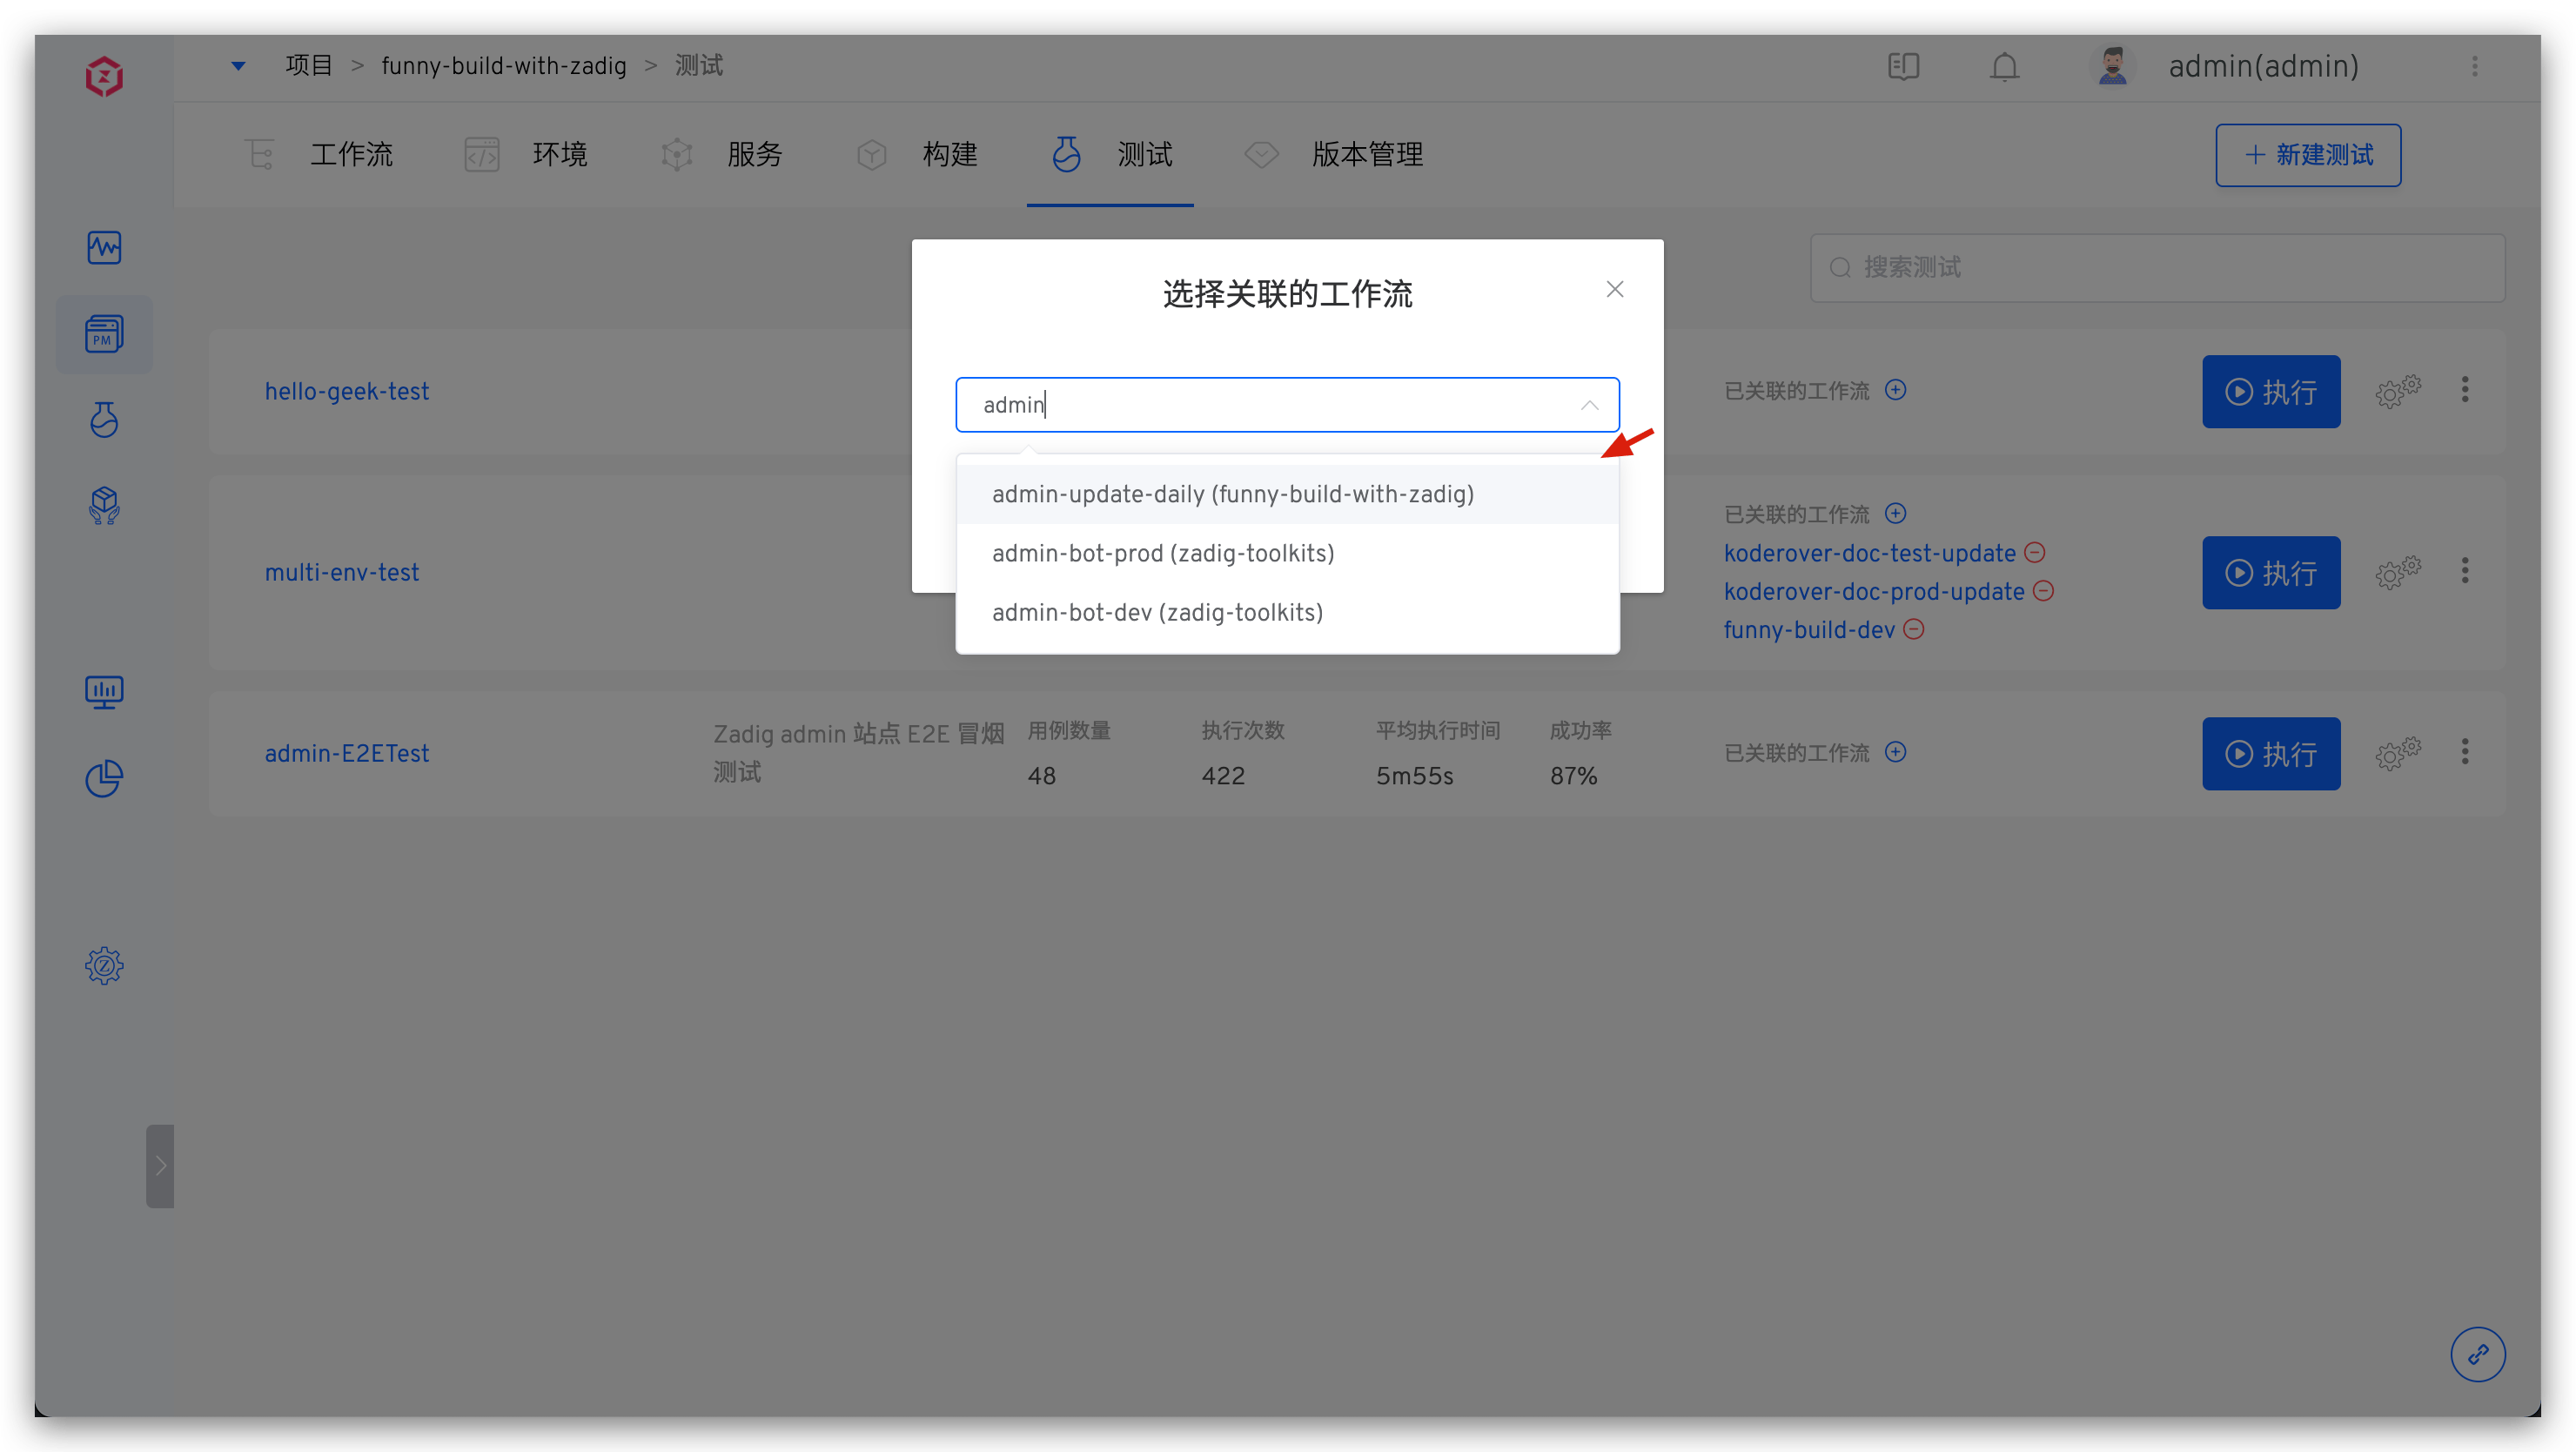 项目 > funny-build-with-zadig > 测试
admin(admin)
工作流
环境
服务
构建
测试
版本管理
+ 新建测试
搜索测试
选择关联的工作流
admin
admin-update-daily (funny-build-with-zadig)
admin-bot-prod (zadig-toolkits)
admin-bot-dev (zadig-toolkits)
PM
hello-geek-test
已关联的工作流
执行
multi-env-test
已关联的工作流
koderover-doc-test-update
koderover-doc-prod-update
funny-build-dev
执行
admin-E2ETest
Zadig admin 站点 E2E 冒烟
测试
用例数量
48
执行次数
422
平均执行时间
5m55s
成功率
87%
已关联的工作流
执行